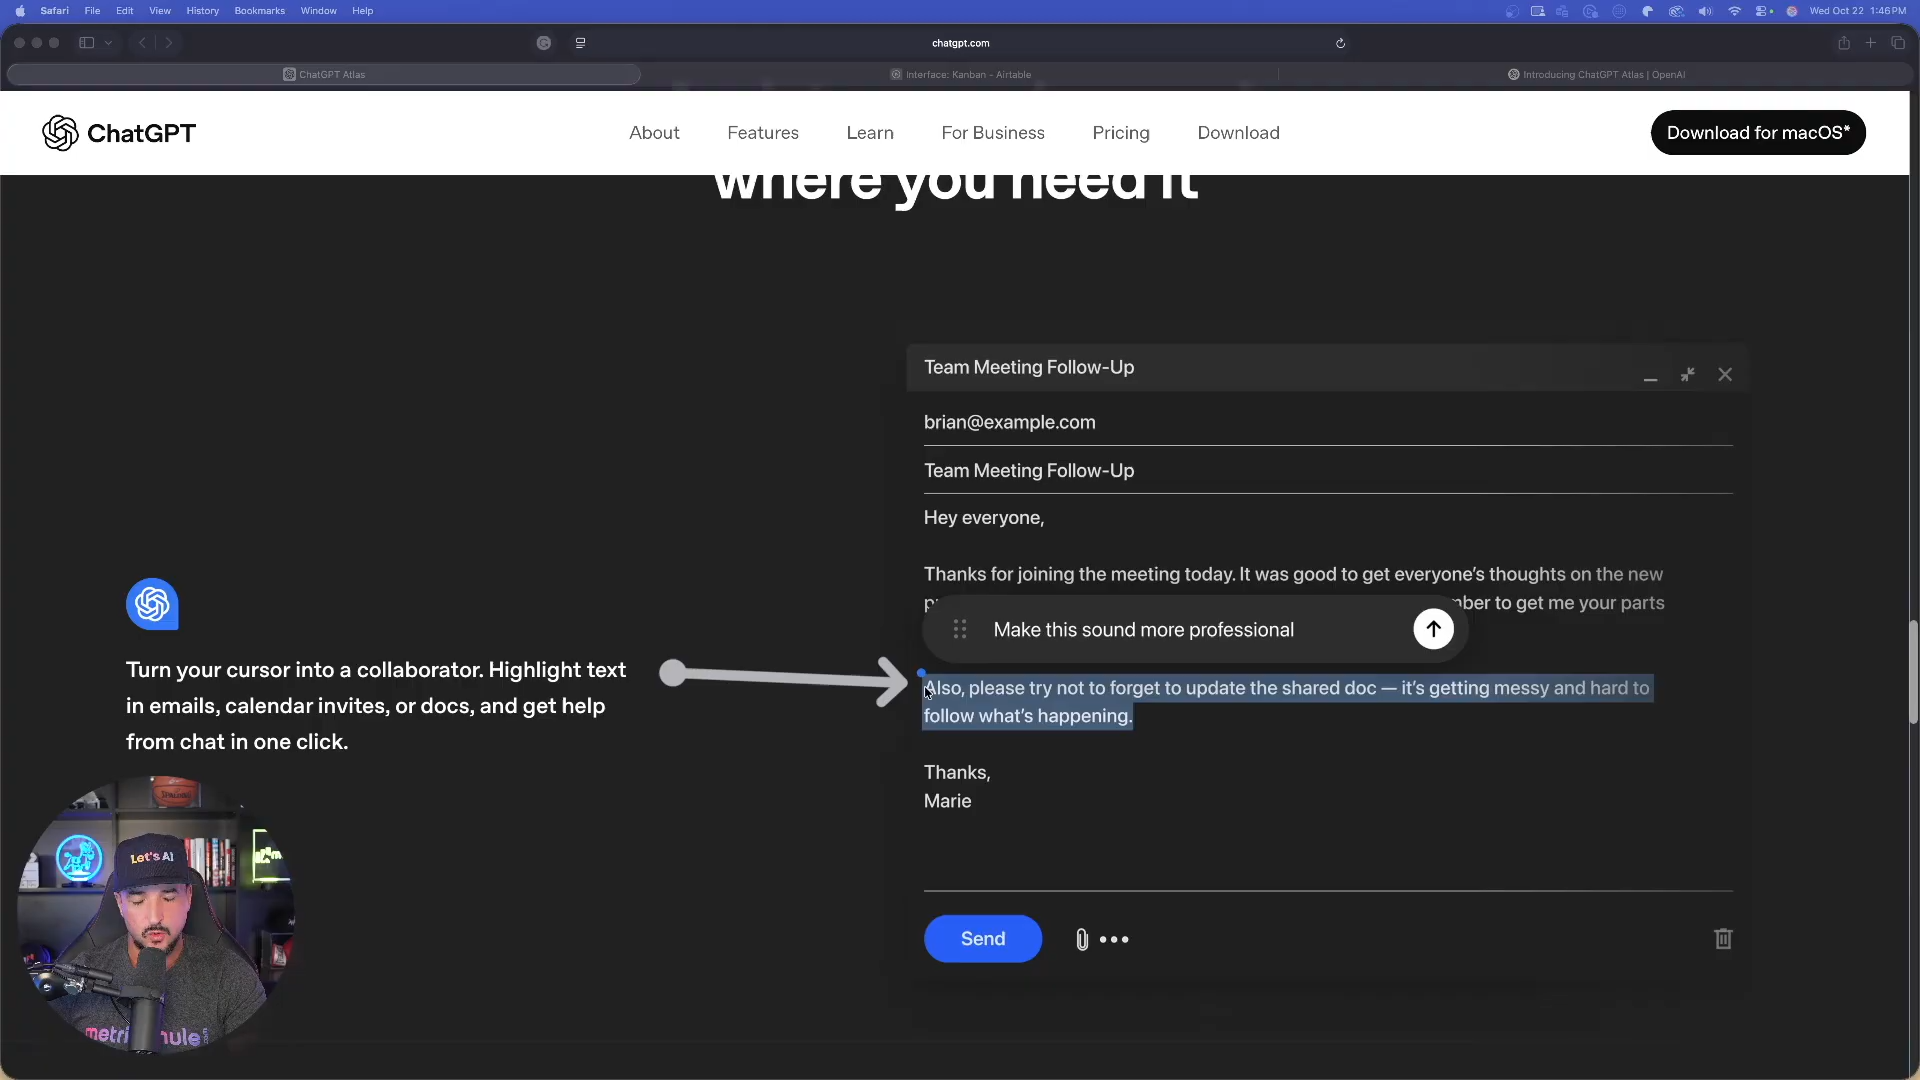 Safari File Edit View History Bookmarks Window Help
Wed Oct 22 1:46 PM
chatgpt.com
ChatGPT Atlas
Interface: Kanban - Airtable
Introducing ChatGPT Atlas | OpenAI
ChatGPT
About Features Learn For Business Pricing Download
Download for macOS*
where you need it
Team Meeting Follow-Up
brian@example.com
Team Meeting Follow-Up
Hey everyone,
Thanks for joining the meeting today. It was good to get everyone's thoughts on the new
to get me your parts
Make this sound more professional
Also, please try not to forget to update the shared doc — it's getting messy and hard to
follow what's happening.
Thanks,
Marie
Send
Turn your cursor into a collaborator. Highlight text
in emails, calendar invites, or docs, and get help
from chat in one click.
SPALDING
Let's AI